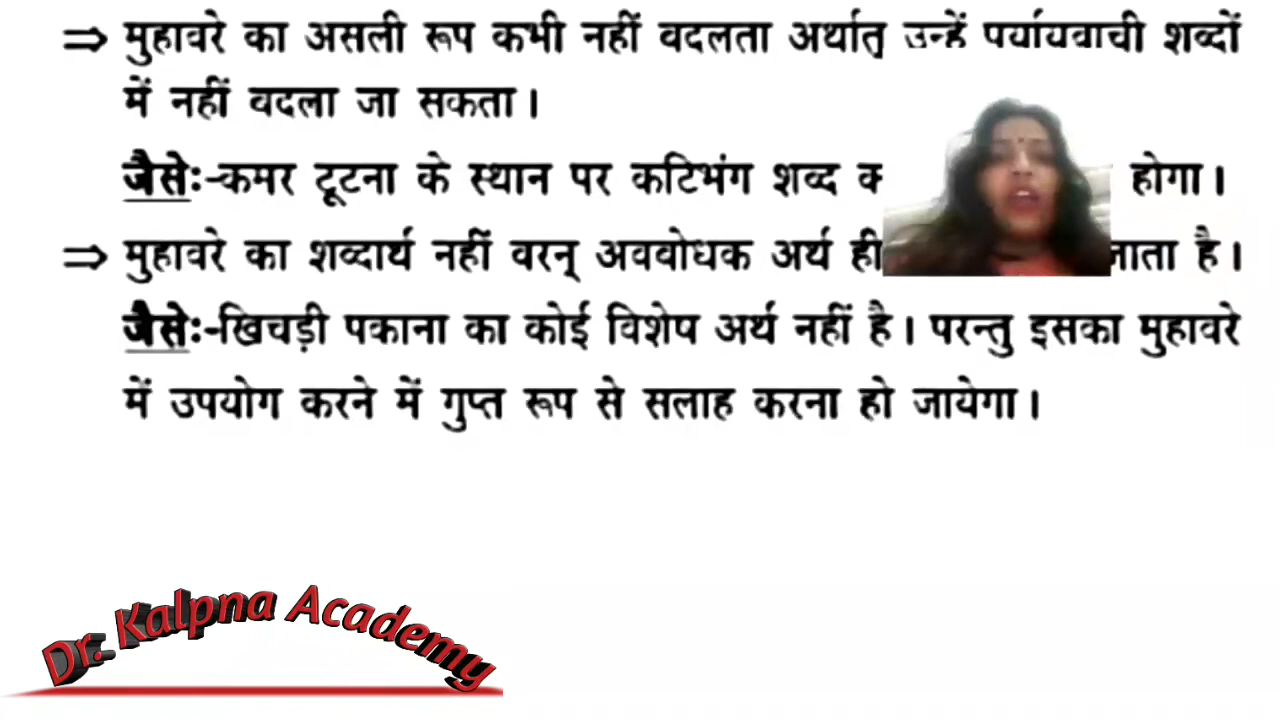 ⇒ मुहावरे का असली रूप कभी नहीं बदलता अर्थात् उन्हें पर्यायवाची शब्दों
में नहीं बदला जा सकता।
जैसेः-कमर टूटना के स्थान पर कटिभंग शब्द होगा।
⇒ मुहावरे का शब्दार्थ नहीं वरन् अवबोधक अर्थ ही जाता है।
जैसेः-खिचड़ी पकाना का कोई विशेष अर्थ नहीं है। परन्तु इसका मुहावरे
में उपयोग करने में गुप्त रूप से सलाह करना हो जायेगा।
Dr. Kalpna Academy